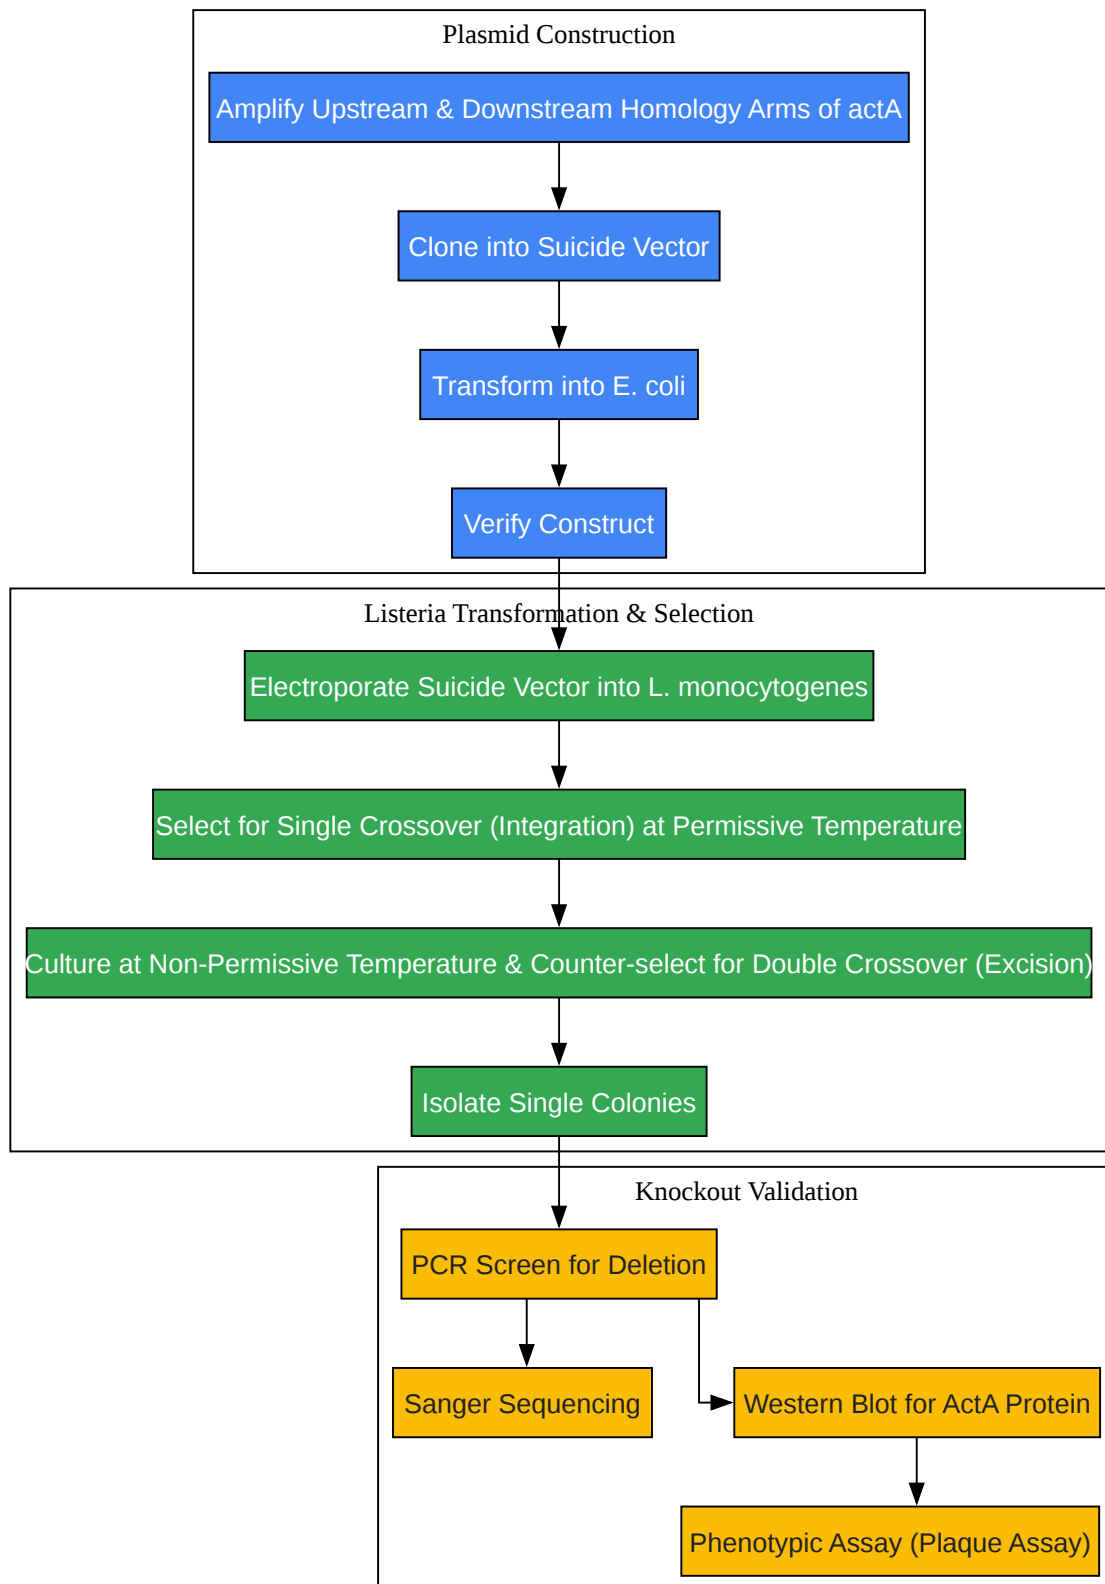 Plasmid Construction
Amplify Upstream & Downstream Homology Arms of actA
Clone into Suicide Vector
Transform into E. coli
Verify Construct
Listeria Transformation & Selection
Electroporate Suicide Vector into L. monocytogenes
Select for Single Crossover (Integration) at Permissive Temperature
Culture at Non-Permissive Temperature & Counter-select for Double Crossover (Excision)
Isolate Single Colonies
Knockout Validation
PCR Screen for Deletion
Sanger Sequencing
Western Blot for ActA Protein
Phenotypic Assay (Plaque Assay)